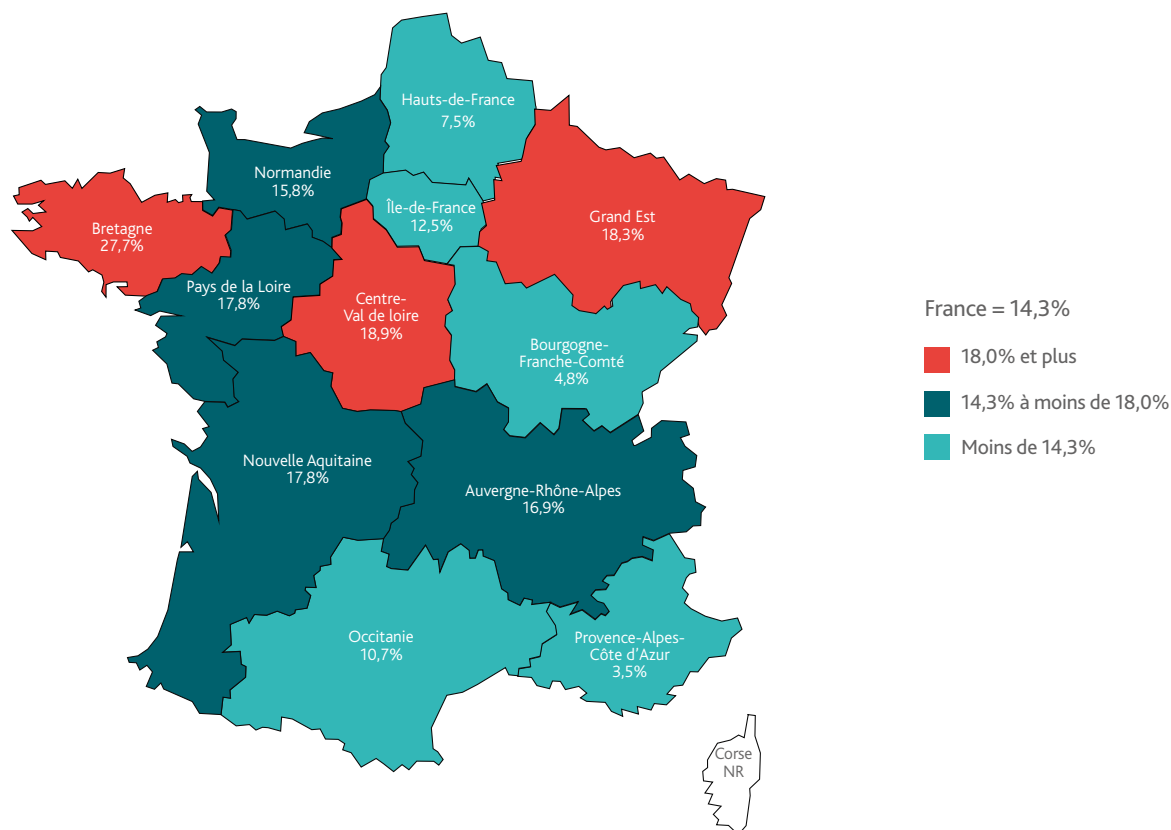 Hauts-de-France
7,5%
Normandie
15,8%
Île-de-France
12,5%
Grand Est
18,3%
Bretagne
27,7%
Pays de la Loire
17,8%
Centre-
Val de loire
18,9%
Bourgogne-
Franche-Comté
4,8%
Nouvelle Aquitaine
17,8%
Auvergne-Rhône-Alpes
16,9%
Occitanie
10,7%
Provence-Alpes-
Côte d'Azur
3,5%
Corse
NR
France = 14,3%
18,0% et plus
14,3% à moins de 18,0%
Moins de 14,3%